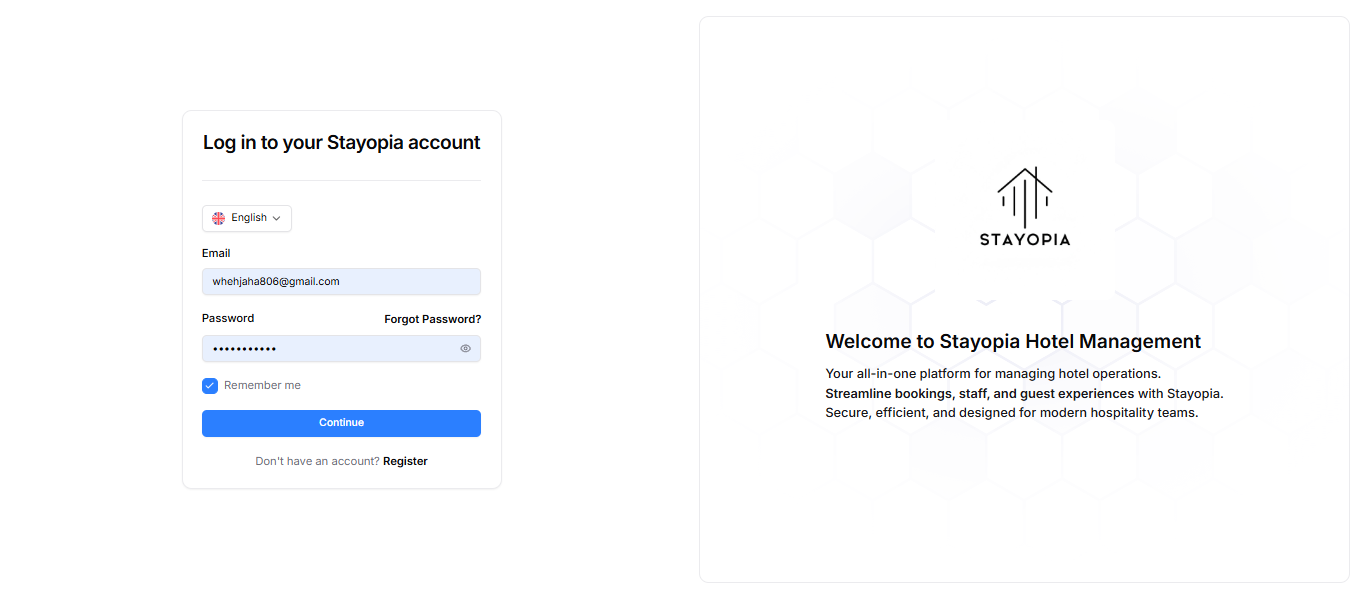 Log in to your Stayopia account
English
Email
whehjaha806@gmail.com
Password
Forgot Password?
•••••••••••
Remember me
Continue
Don't have an account? Register
STAYOPIA
Welcome to Stayopia Hotel Management
Your all-in-one platform for managing hotel operations.
Streamline bookings, staff, and guest experiences with Stayopia.
Secure, efficient, and designed for modern hospitality teams.